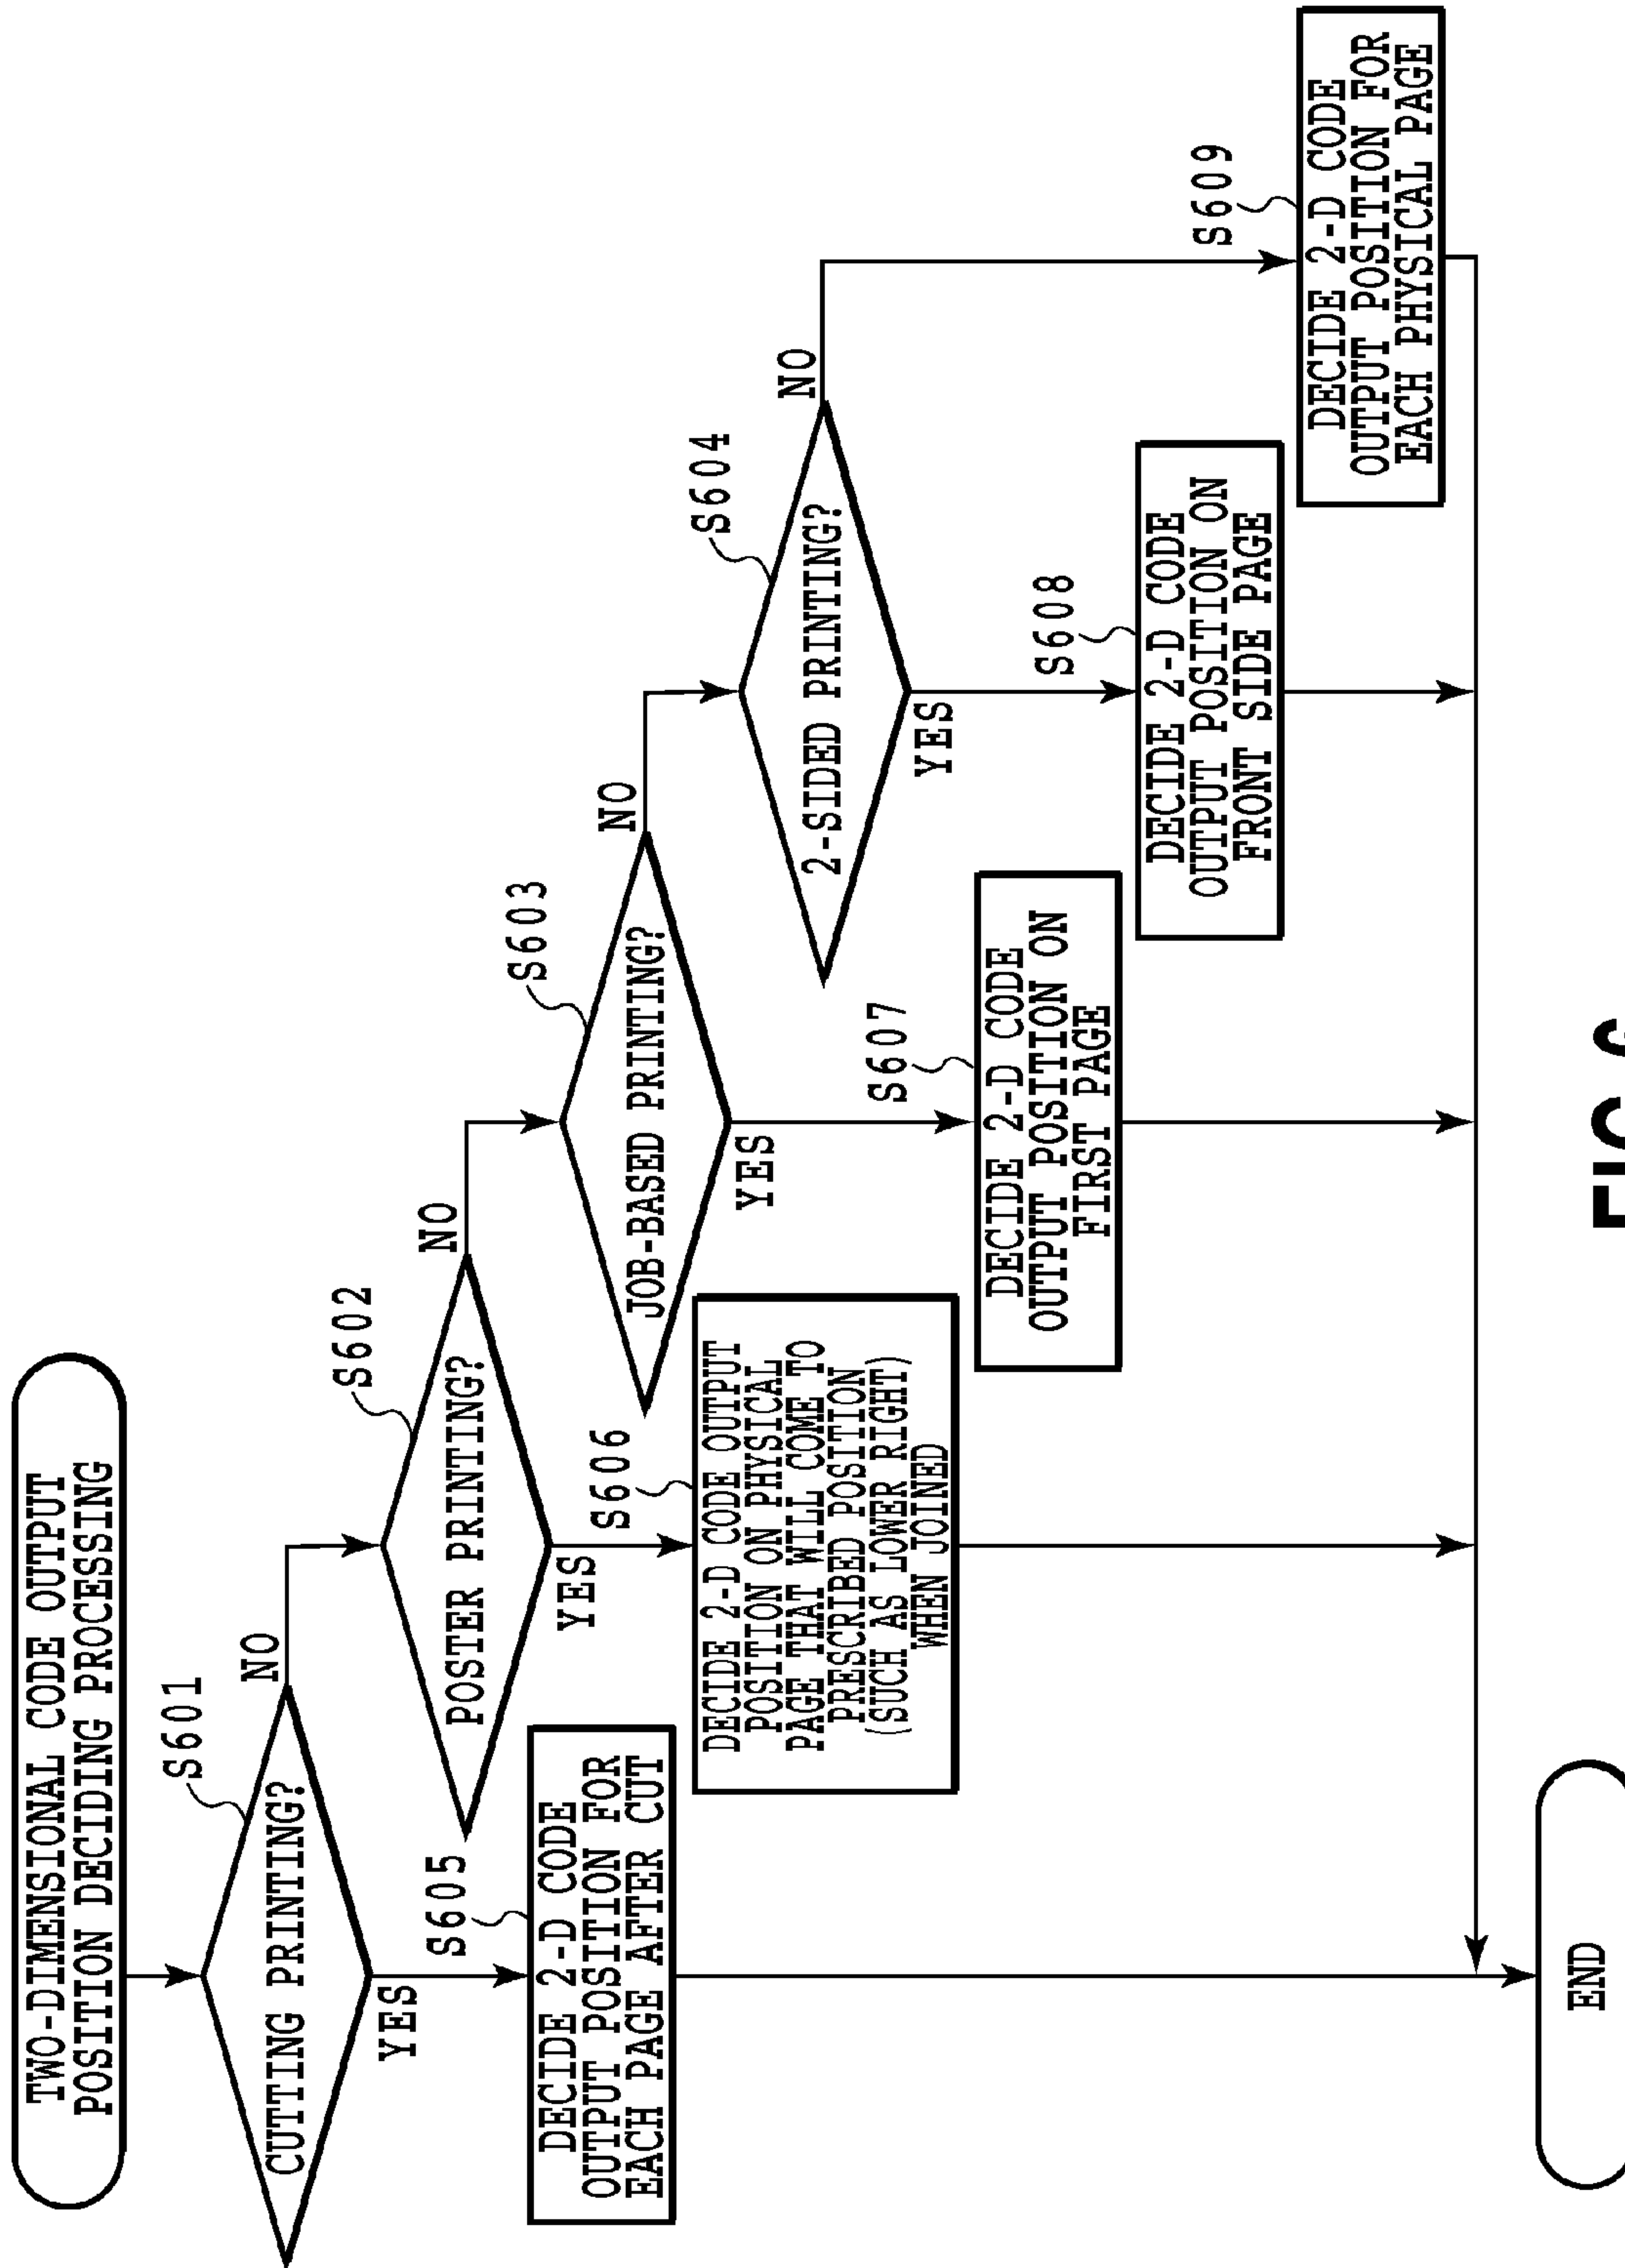 TWO-DIMENSIONAL CODE OUTPUT
POSITION DECIDING PROCESSING
S601
CUTTING PRINTING?
NO
YES
S602
POSTER PRINTING?
NO
YES
S603
JOB-BASED PRINTING?
NO
YES
S604
2-SIDED PRINTING?
NO
YES
S605
DECIDE 2-D CODE
OUTPUT POSITION FOR
EACH PAGE AFTER CUT
S606
DECIDE 2-D CODE OUTPUT
POSITION ON PHYSICAL
PAGE THAT WILL COME TO
PRESCRIBED POSITION
(SUCH AS LOWER RIGHT)
WHEN JOINED
S607
DECIDE 2-D CODE
OUTPUT POSITION ON
FIRST PAGE
S608
DECIDE 2-D CODE
OUTPUT POSITION ON
FRONT SIDE PAGE
S609
DECIDE 2-D CODE
OUTPUT POSITION FOR
EACH PHYSICAL PAGE
END